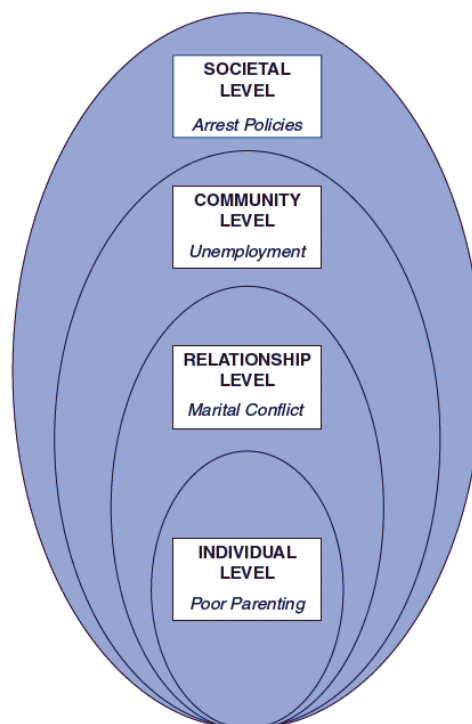 SOCIETAL
LEVEL
Arrest Policies
COMMUNITY
LEVEL
Unemployment
RELATIONSHIP
LEVEL
Marital Conflict
INDIVIDUAL
LEVEL
Poor Parenting